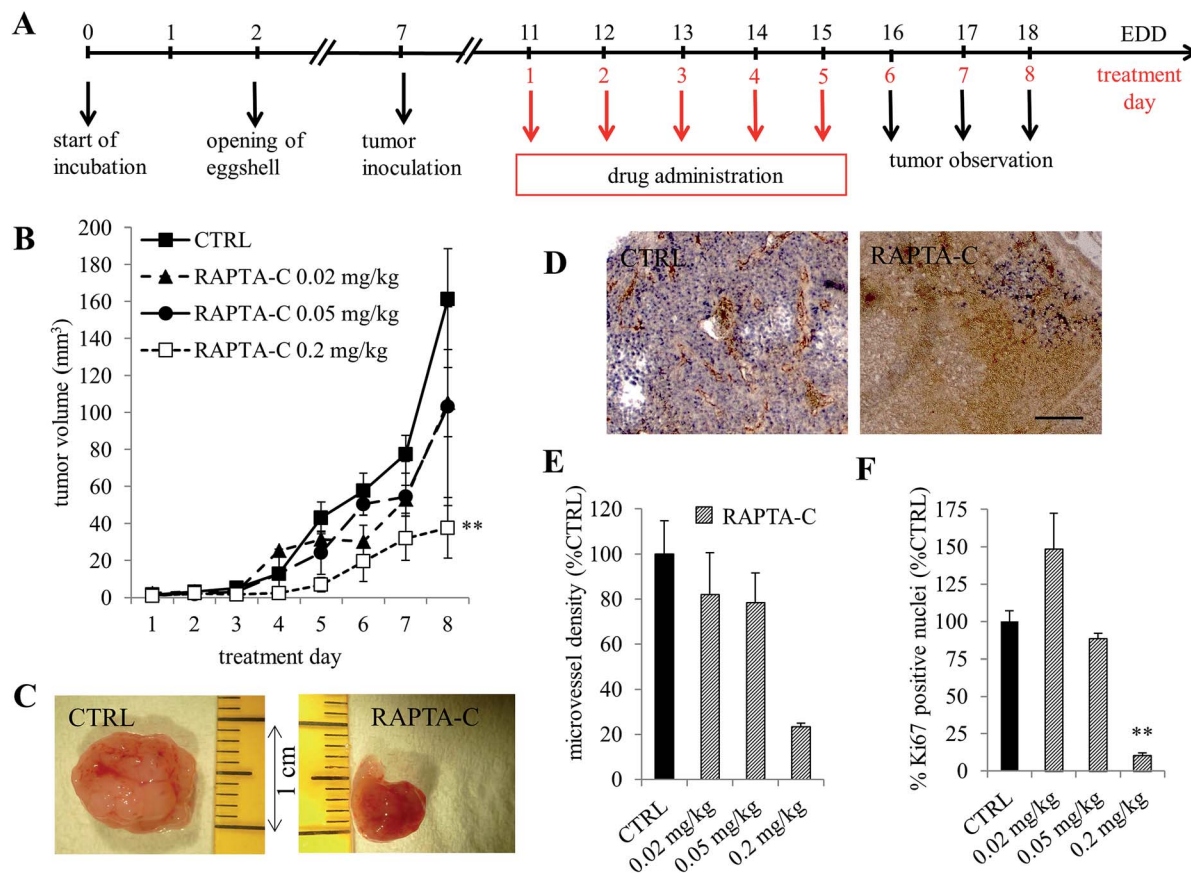 A
0 1 2 7 11 12 13 14 15 16 17 18 EDD
1 2 3 4 5 6 7 8 treatment
day
start of
incubation
opening of
eggshell
tumor
inoculation
drug administration
tumor observation
B
200
180
160
140
120
100
80
60
40
20
0
tumor volume (mm³)
CTRL
RAPTA-C 0.02 mg/kg
RAPTA-C 0.05 mg/kg
RAPTA-C 0.2 mg/kg
**
1 2 3 4 5 6 7 8
treatment day
C
CTRL
1 cm
RAPTA-C
D
CTRL
RAPTA-C
E
microvessel density (%CTRL)
120
100
80
60
40
20
0
RAPTA-C
CTRL
0.02 mg/kg
0.05 mg/kg
0.2 mg/kg
F
% Ki67 positive nuclei (%CTRL)
175
150
125
100
75
50
25
0
**
CTRL
0.02 mg/kg
0.05 mg/kg
0.2 mg/kg